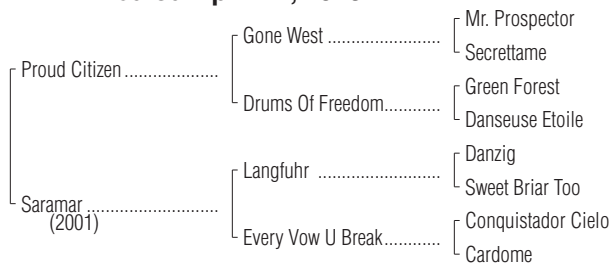 Mr. Prospector
Gone West ........................
Secrettame
Proud Citizen ....................
Green Forest
Drums Of Freedom............
Danseuse Etoile
Danzig
Langfuhr ........................
Sweet Briar Too
Saramar ............................
(2001)
Conquistador Cielo
Every Vow U Break............
Cardome